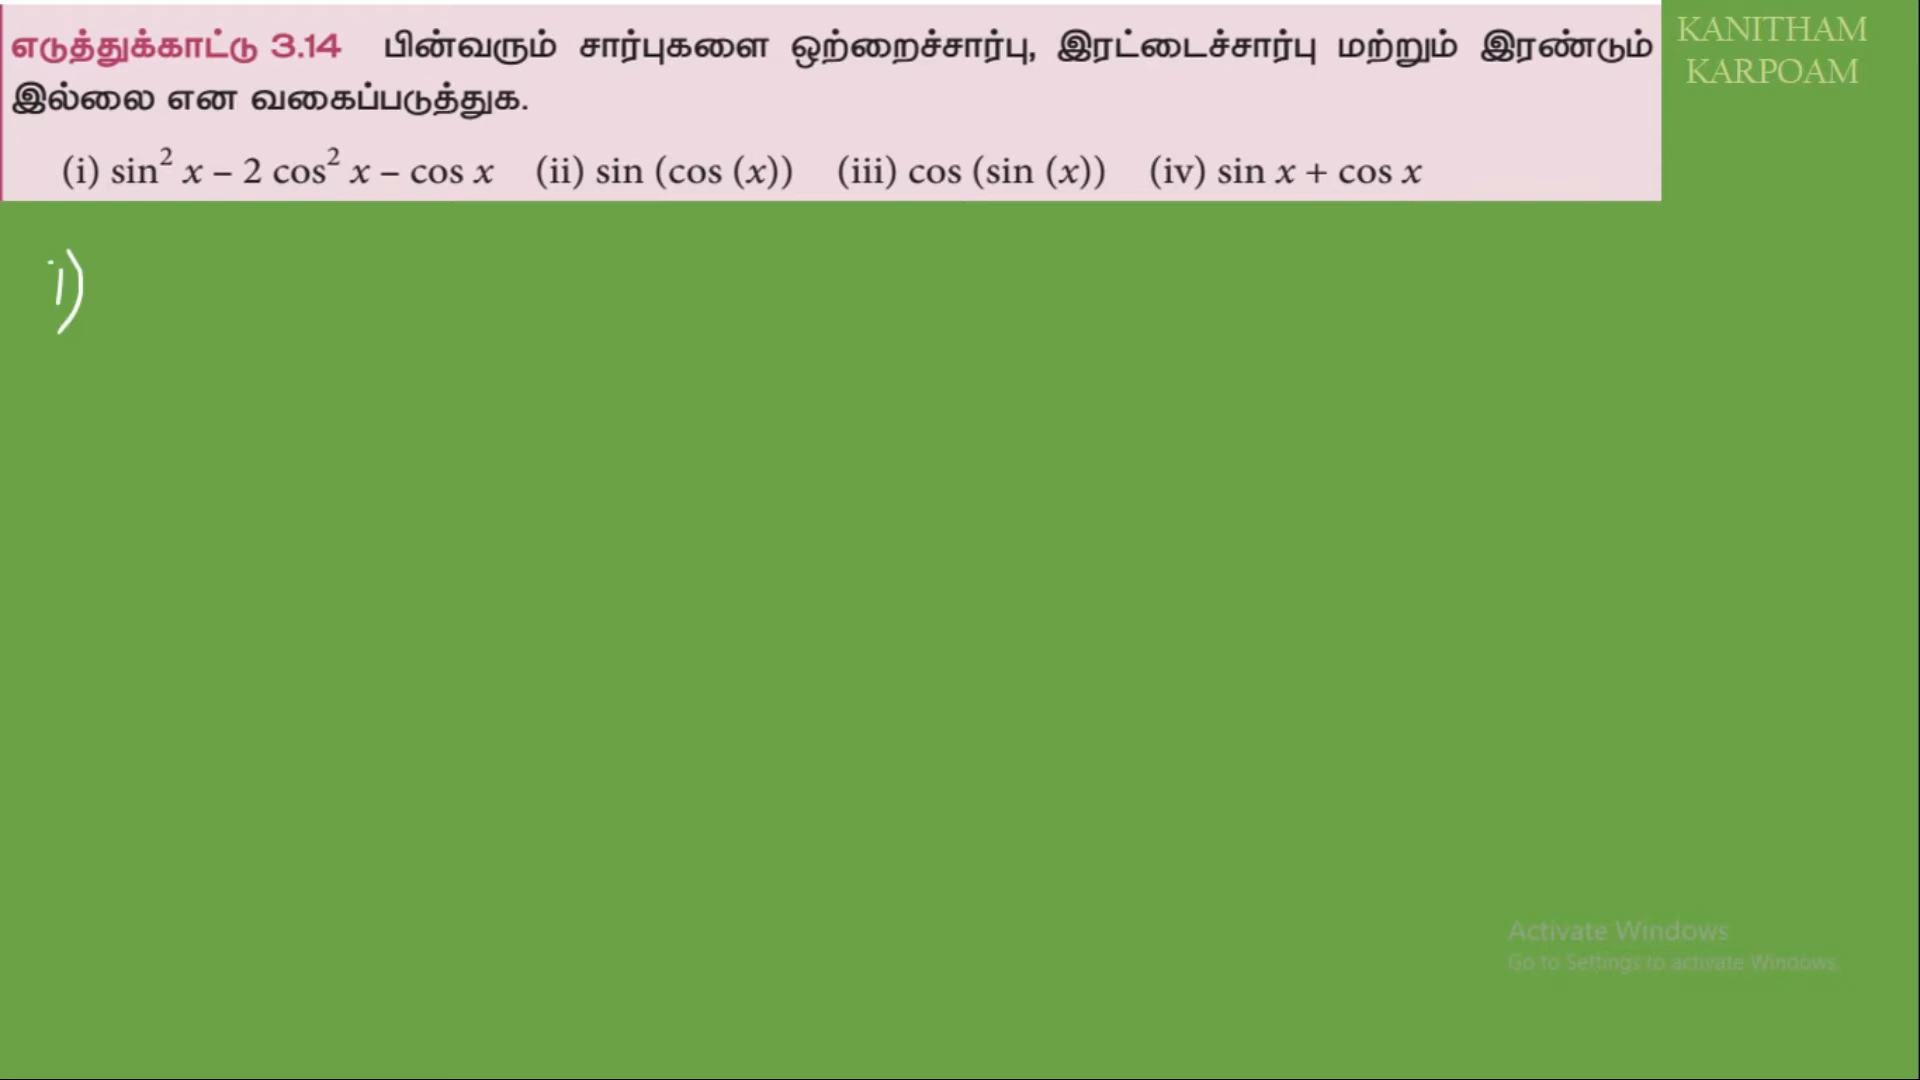 எடுத்துக்காட்டு 3.14 பின்வரும் சார்புகளை ஒற்றைச்சார்பு, இரட்டைச்சார்பு மற்றும் இரண்டும்
இல்லை என வகைப்படுத்துக.
(i) sin² x – 2 cos² x – cos x (ii) sin (cos (x)) (iii) cos (sin (x)) (iv) sin x + cos x
KANITHAM
KARPOAM
i)
Activate Windows
Go to Settings to activate Windows.